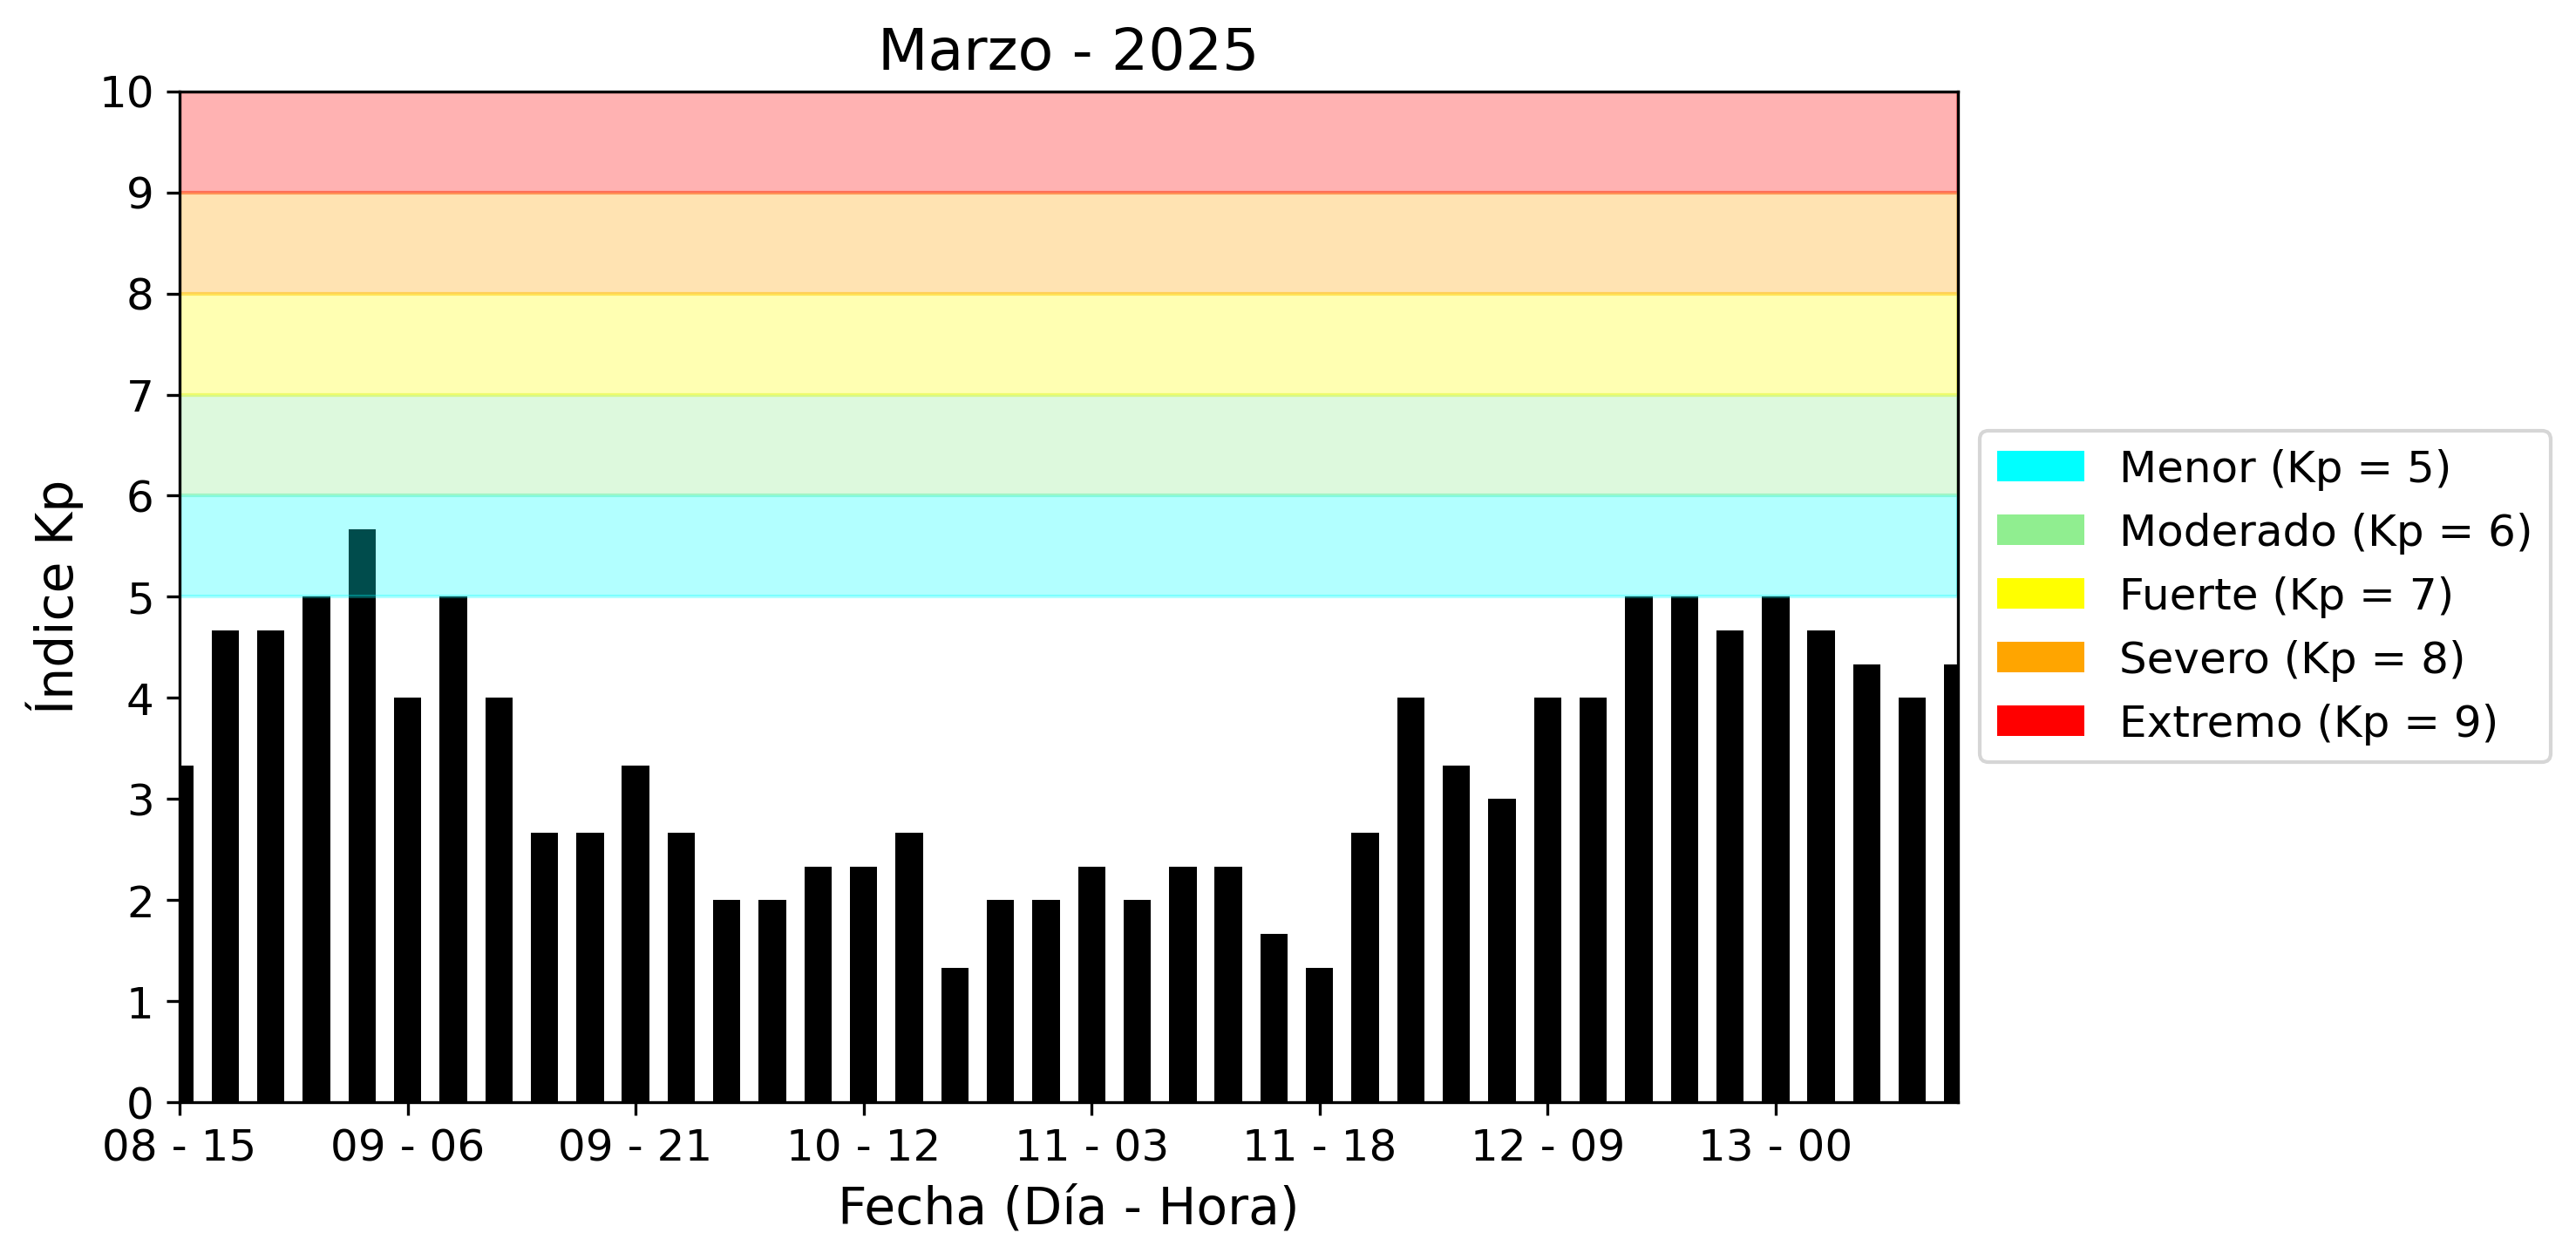 Marzo - 2025
10
9
8
7
6
5
4
3
2
1
0
Índice Kp
08 - 15
09 - 06
09 - 21
10 - 12
11 - 03
11 - 18
12 - 09
13 - 00
Fecha (Día - Hora)
Menor (Kp = 5)
Moderado (Kp = 6)
Fuerte (Kp = 7)
Severo (Kp = 8)
Extremo (Kp = 9)